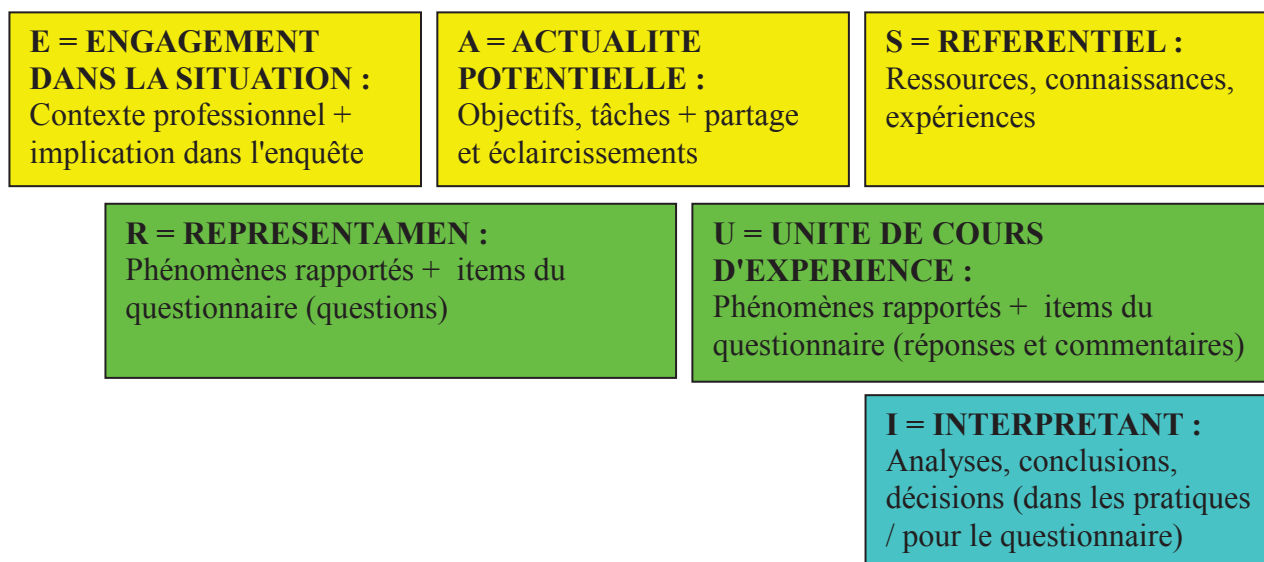 E = ENGAGEMENT
DANS LA SITUATION :
Contexte professionnel +
implication dans l'enquête
A = ACTUALITE
POTENTIELLE :
Objectifs, tâches + partage
et éclaircissements
S = REFERENTIEL :
Ressources, connaissances,
expériences
R = REPRESENTAMEN :
Phénomènes rapportés + items du
questionnaire (questions)
U = UNITE DE COURS
D'EXPERIENCE :
Phénomènes rapportés + items du
questionnaire (réponses et commentaires)
I = INTERPRETANT :
Analyses, conclusions,
décisions (dans les pratiques
/ pour le questionnaire)